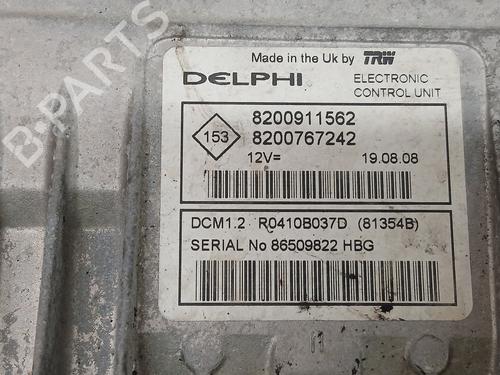 B-PARTS
Made in the Uk by TRW
DELPHI
ELECTRONIC
CONTROL UNIT
153
8200911562
8200767242
12V=
19.08.08
DCM1.2 R0410B037D (81354B)
SERIAL No 86509822 HBG